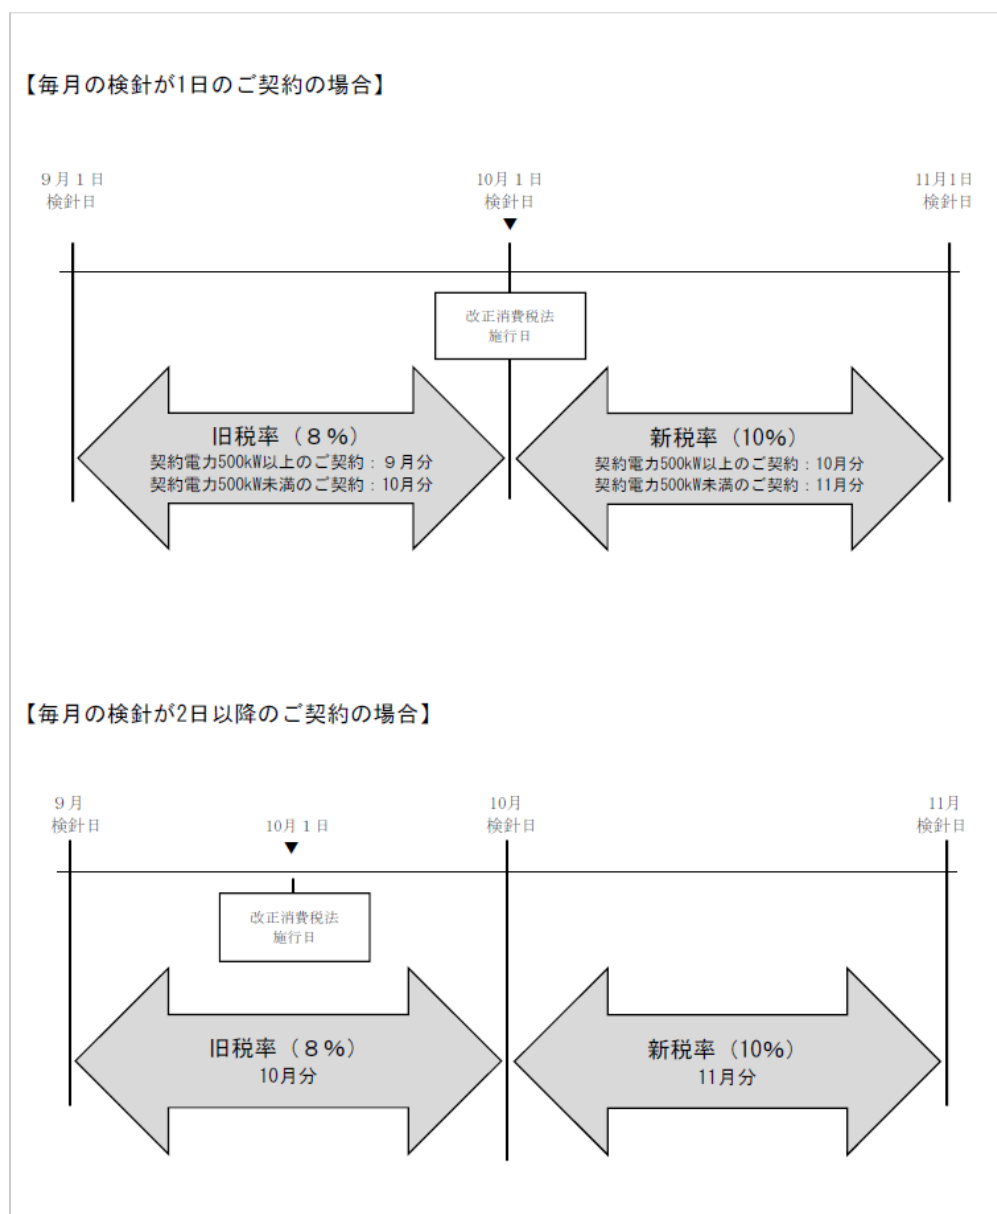 【毎月の検針が1日のご契約の場合】
９月１日
検針日
10月１日
検針日
▼
11月1日
検針日
改正消費税法
施行日
旧税率（８％）
契約電力500kW以上のご契約：９月分
契約電力500kW未満のご契約：10月分
新税率（10%）
契約電力500kW以上のご契約：10月分
契約電力500kW未満のご契約：11月分
【毎月の検針が2日以降のご契約の場合】
９月
検針日
10月１日
▼
10月
検針日
11月
検針日
改正消費税法
施行日
旧税率（８％）
10月分
新税率（10%）
11月分